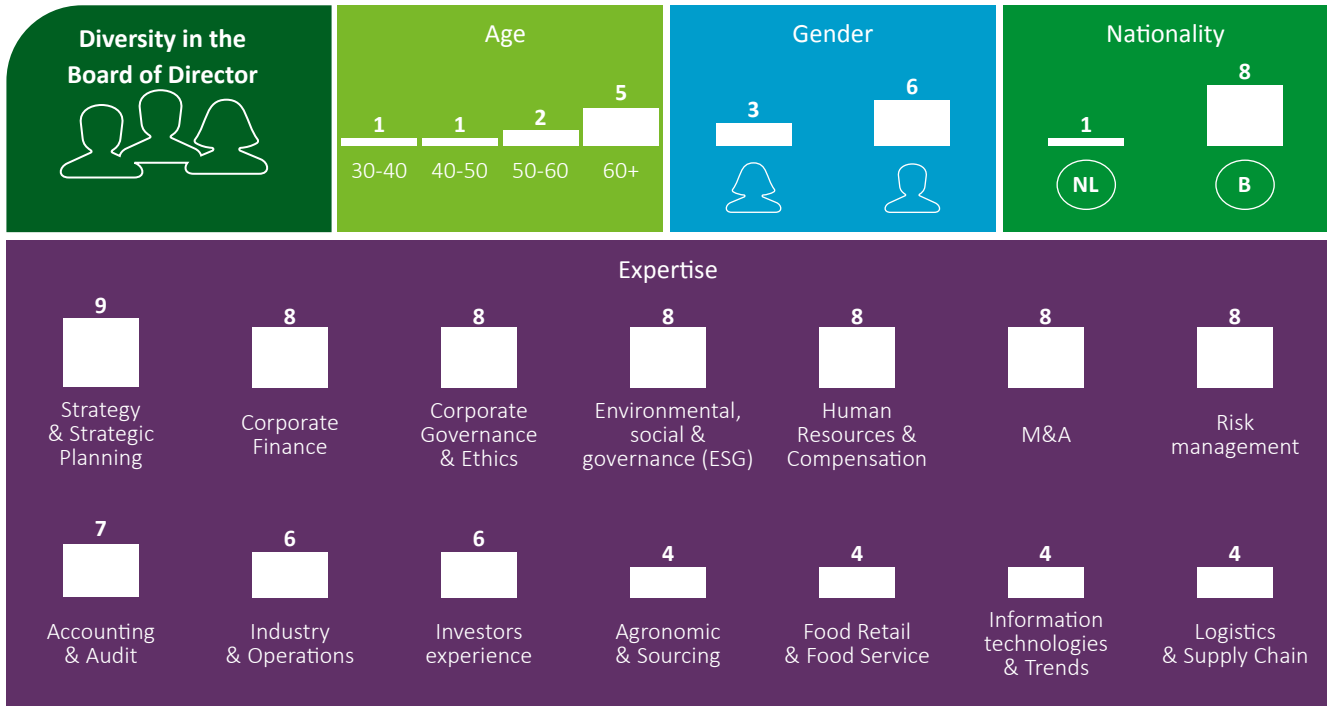 Diversity in the
Board of Director
Age
1
1
2
5
30-40
40-50
50-60
60+
Gender
3
6
Nationality
1
8
NL
B
Expertise
9
8
8
8
8
8
8
Strategy
& Strategic
Planning
Corporate
Finance
Corporate
Governance
& Ethics
Environmental,
social &
governance (ESG)
Human
Resources &
Compensation
M&A
Risk
management
7
6
6
4
4
4
4
Accounting
& Audit
Industry
& Operations
Investors
experience
Agronomic
& Sourcing
Food Retail
& Food Service
Information
technologies
& Trends
Logistics
& Supply Chain